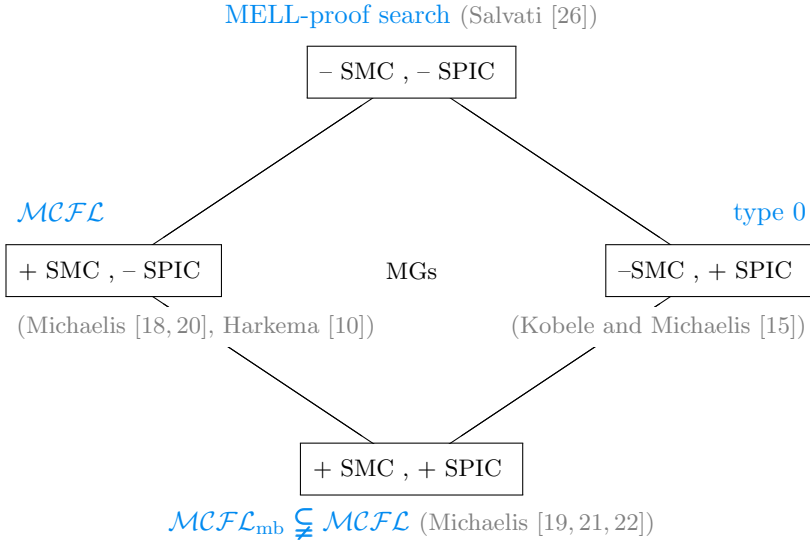 MELL-proof search (Salvati [26])
– SMC , – SPIC
MCFL
type 0
+ SMC , – SPIC
MGs
–SMC , + SPIC
(Michaelis [18, 20], Harkema [10])
(Kobele and Michaelis [15])
+ SMC , + SPIC
𝓜𝓒𝓕𝓛mb ⫋ 𝓜𝓒𝓕𝓛 (Michaelis [19, 21, 22])